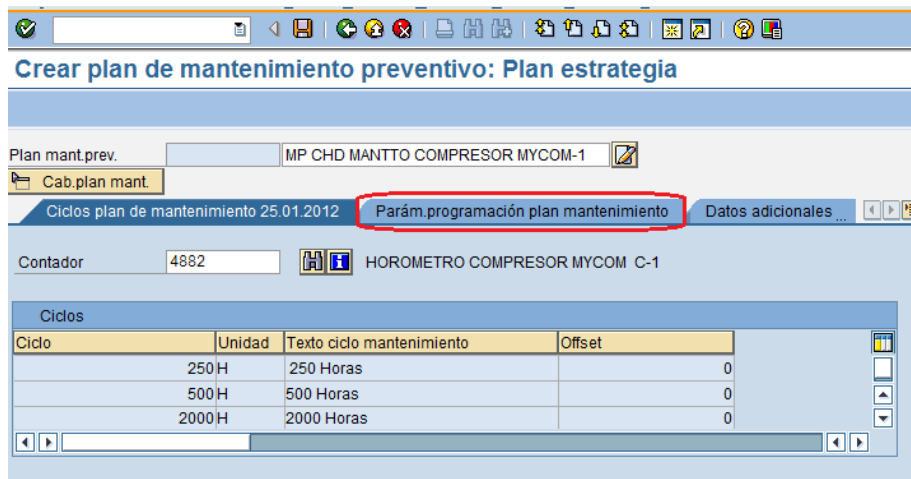 Crear plan de mantenimiento preventivo: Plan estrategia
Plan mant.prev. MP CHD MANTTO COMPRESOR MYCOM-1
Cab.plan mant.
Ciclos plan de mantenimiento 25.01.2012 Parám.programación plan mantenimiento Datos adicionales ...
Contador 4882 HOROMETRO COMPRESOR MYCOM C-1
Ciclos
Ciclo Unidad Texto ciclo mantenimiento Offset
250 H 250 Horas 0
500 H 500 Horas 0
2000 H 2000 Horas 0